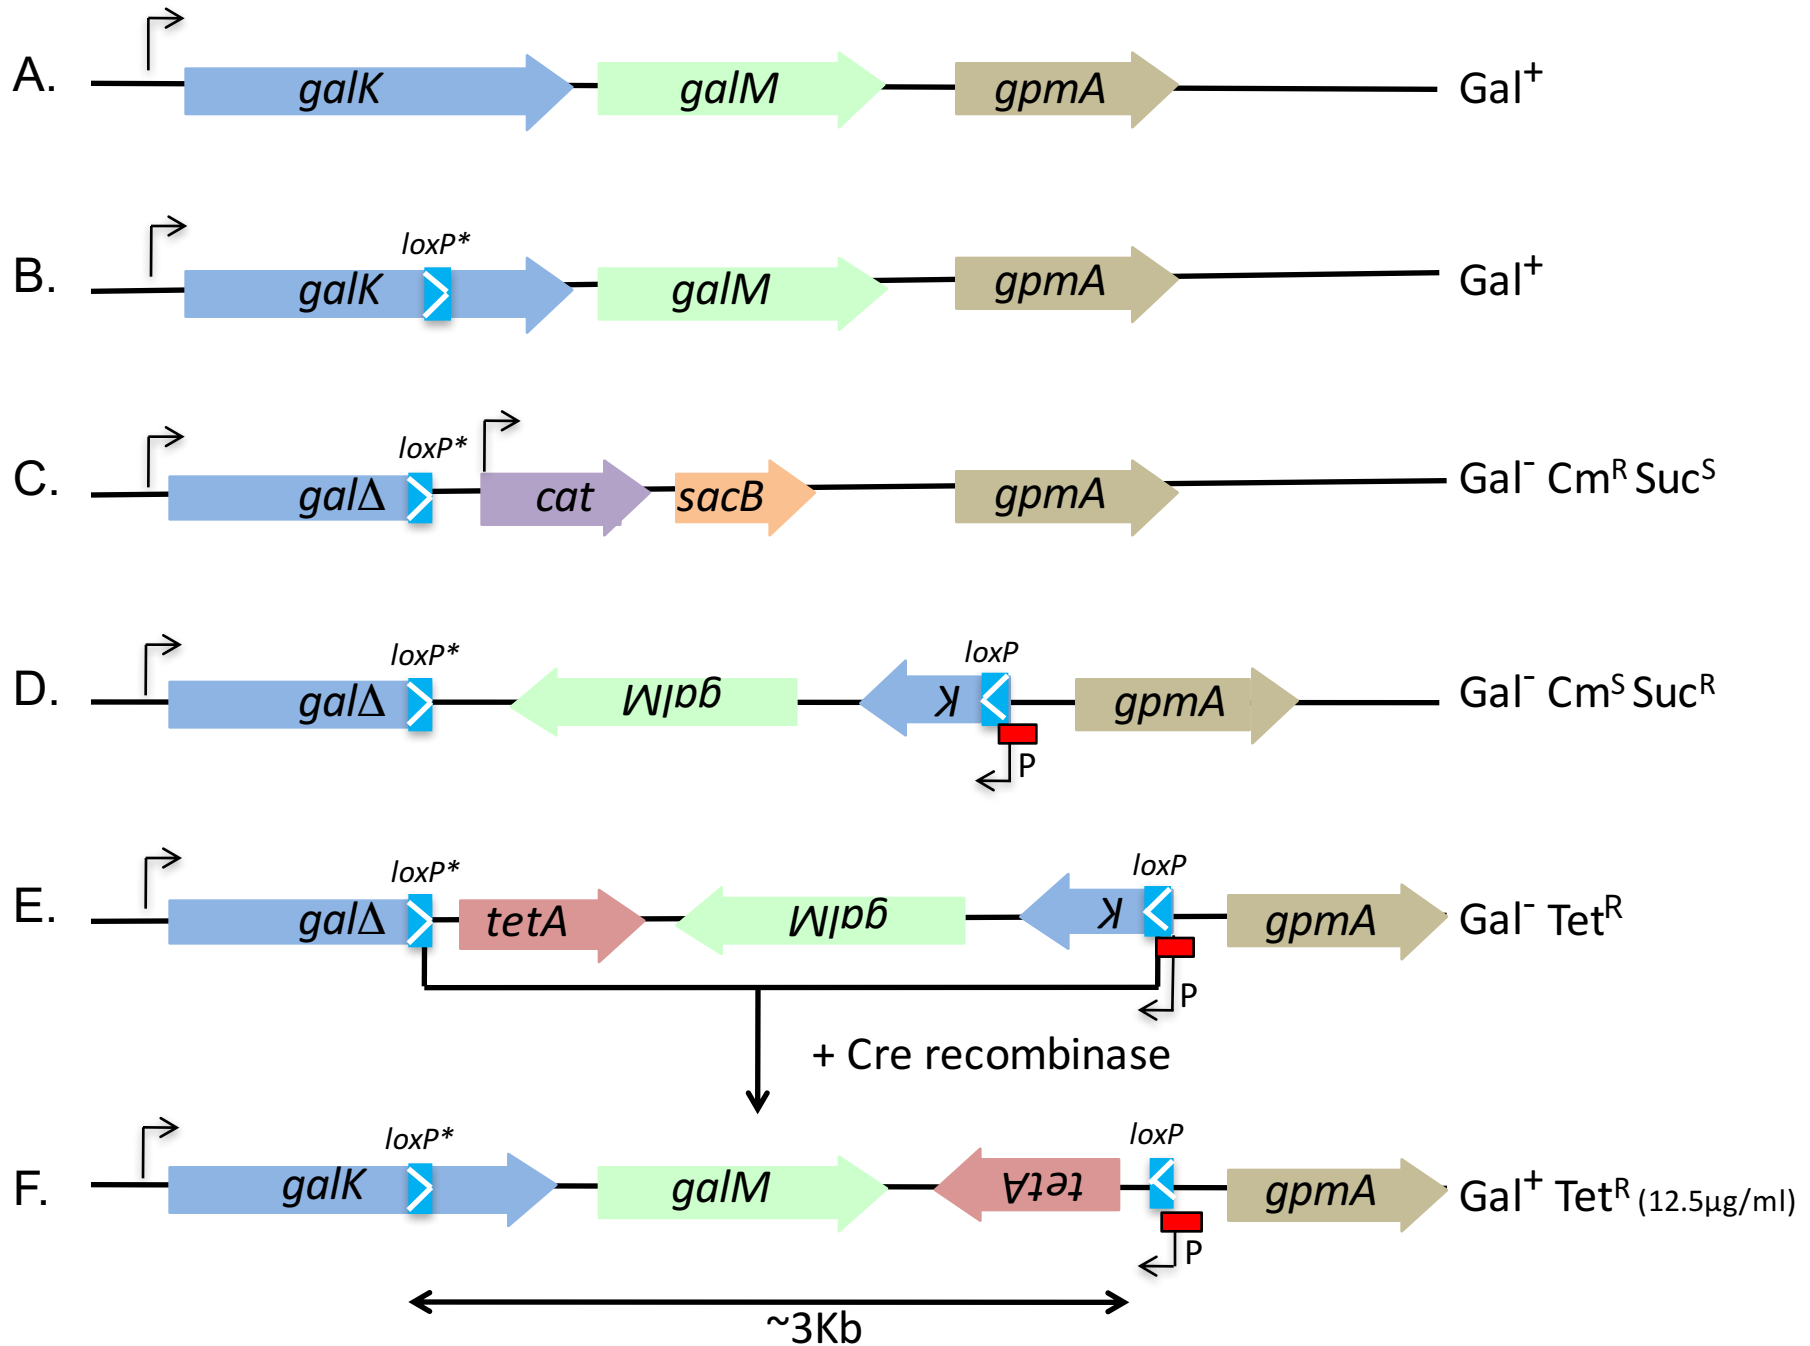 A. galK galM gpmA Gal⁺
loxP*
B. galK galM gpmA Gal⁺
loxP*
C. galΔ cat sacB gpmA Gal⁻ Cmᴿ Sucˢ
loxP* loxP
D. galΔ galM K gpmA Gal⁻ Cmˢ Sucᴿ
P
loxP* loxP
E. galΔ tetA galM K gpmA Gal⁻ Tetᴿ
P
+ Cre recombinase
loxP* loxP
F. galK galM tetA gpmA Gal⁺ Tetᴿ (12.5µg/ml)
P
~3Kb